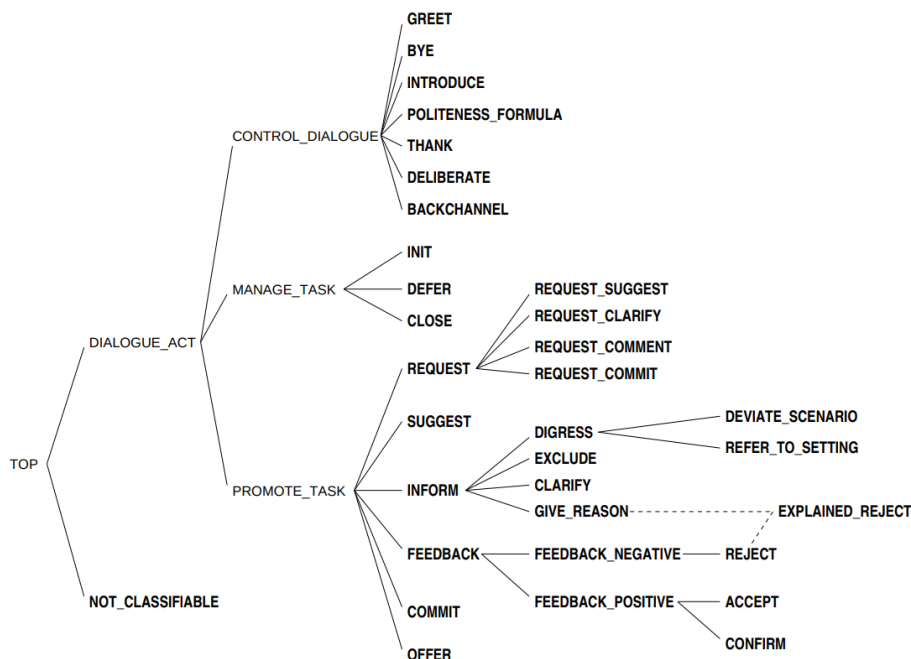 GREET
BYE
INTRODUCE
POLITENESS_FORMULA
CONTROL_DIALOGUE
THANK
DELIBERATE
BACKCHANNEL
INIT
MANAGE_TASK
DEFER
REQUEST_SUGGEST
REQUEST_CLARIFY
CLOSE
DIALOGUE_ACT
REQUEST_COMMENT
REQUEST
REQUEST_COMMIT
SUGGEST
DEVIATE_SCENARIO
DIGRESS
REFER_TO_SETTING
TOP
EXCLUDE
PROMOTE_TASK
INFORM
CLARIFY
GIVE_REASON
EXPLAINED_REJECT
FEEDBACK
FEEDBACK_NEGATIVE
REJECT
NOT_CLASSIFIABLE
FEEDBACK_POSITIVE
ACCEPT
COMMIT
CONFIRM
OFFER